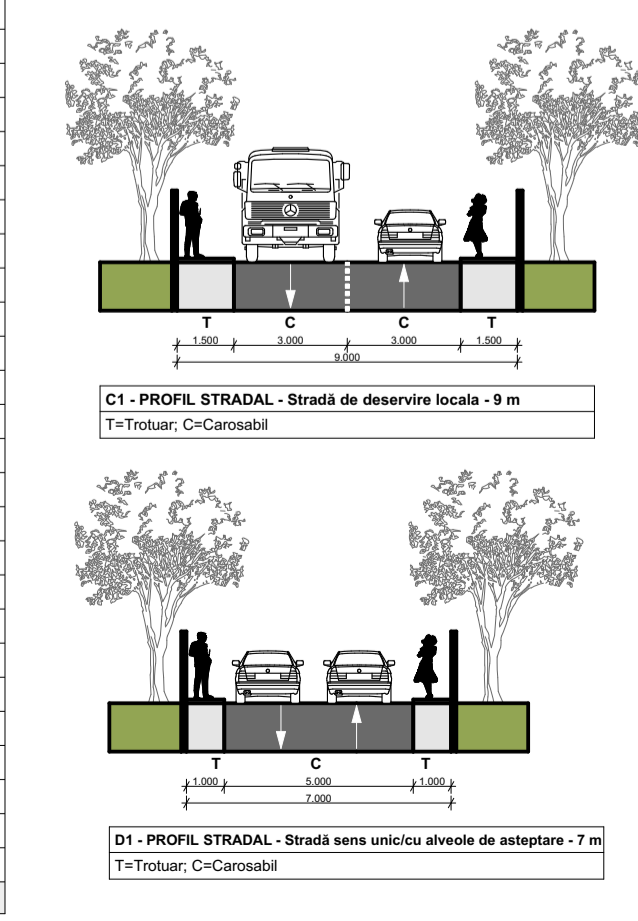 T C C T
1.500 3.000 3.000 1.500
9.000
C1 - PROFIL STRADAL - Stradă de deservire locala - 9 m
T=Trotuar; C=Carosabil
T C T
1.000 5.000 1.000
7.000
D1 - PROFIL STRADAL - Stradă sens unic/cu alveole de asteptare - 7 m
T=Trotuar; C=Carosabil